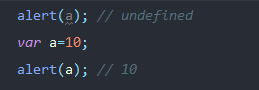 alert(a); // undefined
var a=10;
alert(a); // 10